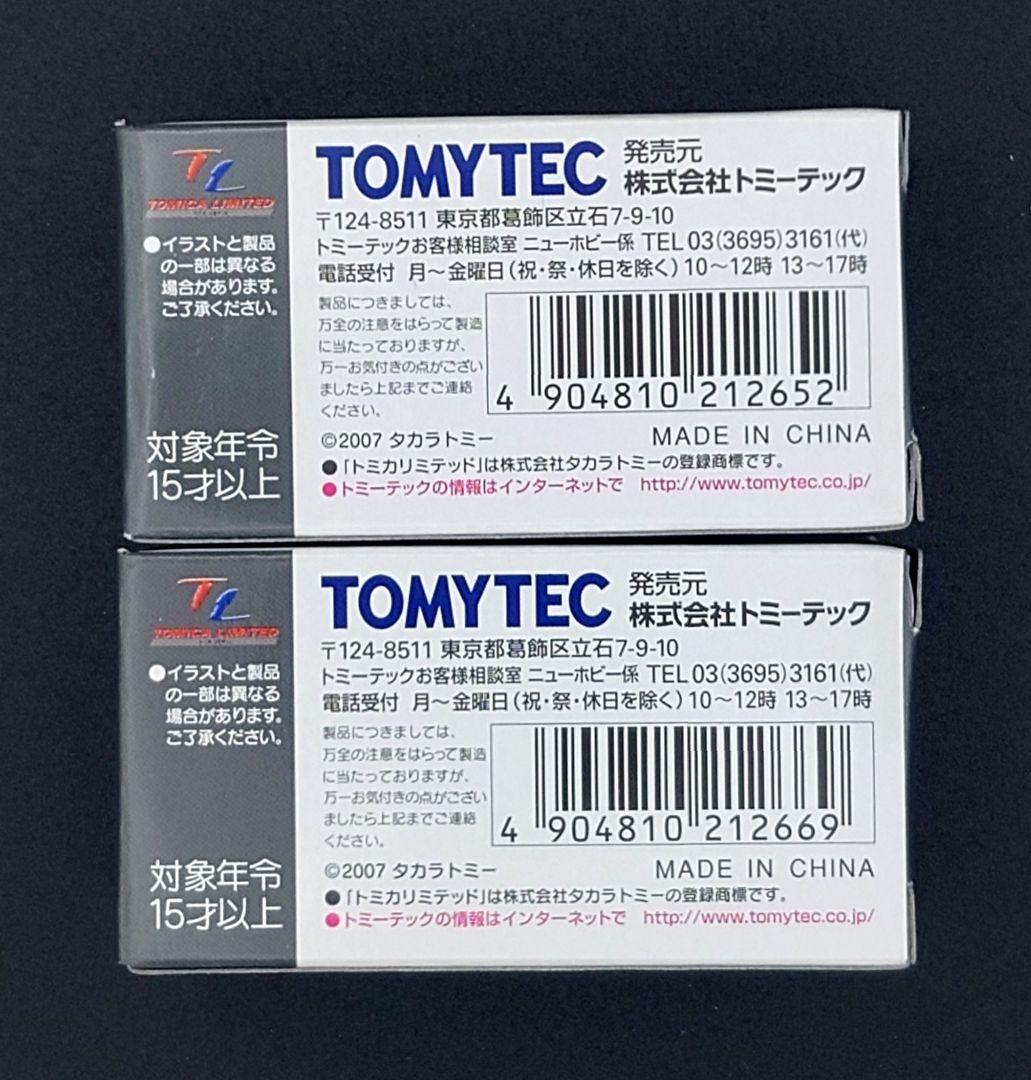 TL
TOMICA LIMITED
●イラストと製品
の一部は異なる
場合があります。
ご了承ください。
対象年令
15才以上
TOMYTEC 発売元
株式会社トミーテック
〒124-8511 東京都葛飾区立石7-9-10
トミーテックお客様相談室 ニューホビー係 TEL 03(3695)3161(代)
電話受付 月～金曜日(祝・祭・休日を除く) 10～12時 13～17時
製品につきましては、
万全の注意をはらって製造
に当たっておりますが、
万一お気付きの点がござい
ましたら上記までご連絡
ください。
4 904810 212652
©2007 タカラトミー MADE IN CHINA
●「トミカリミテッド」は株式会社タカラトミーの登録商標です。
●トミーテックの情報はインターネットで http://www.tomytec.co.jp/
TL
TOMICA LIMITED
●イラストと製品
の一部は異なる
場合があります。
ご了承ください。
対象年令
15才以上
TOMYTEC 発売元
株式会社トミーテック
〒124-8511 東京都葛飾区立石7-9-10
トミーテックお客様相談室 ニューホビー係 TEL 03(3695)3161(代)
電話受付 月～金曜日(祝・祭・休日を除く) 10～12時 13～17時
製品につきましては、
万全の注意をはらって製造
に当たっておりますが、
万一お気付きの点がござい
ましたら上記までご連絡
ください。
4 904810 212669
©2007 タカラトミー MADE IN CHINA
●「トミカリミテッド」は株式会社タカラトミーの登録商標です。
●トミーテックの情報はインターネットで http://www.tomytec.co.jp/